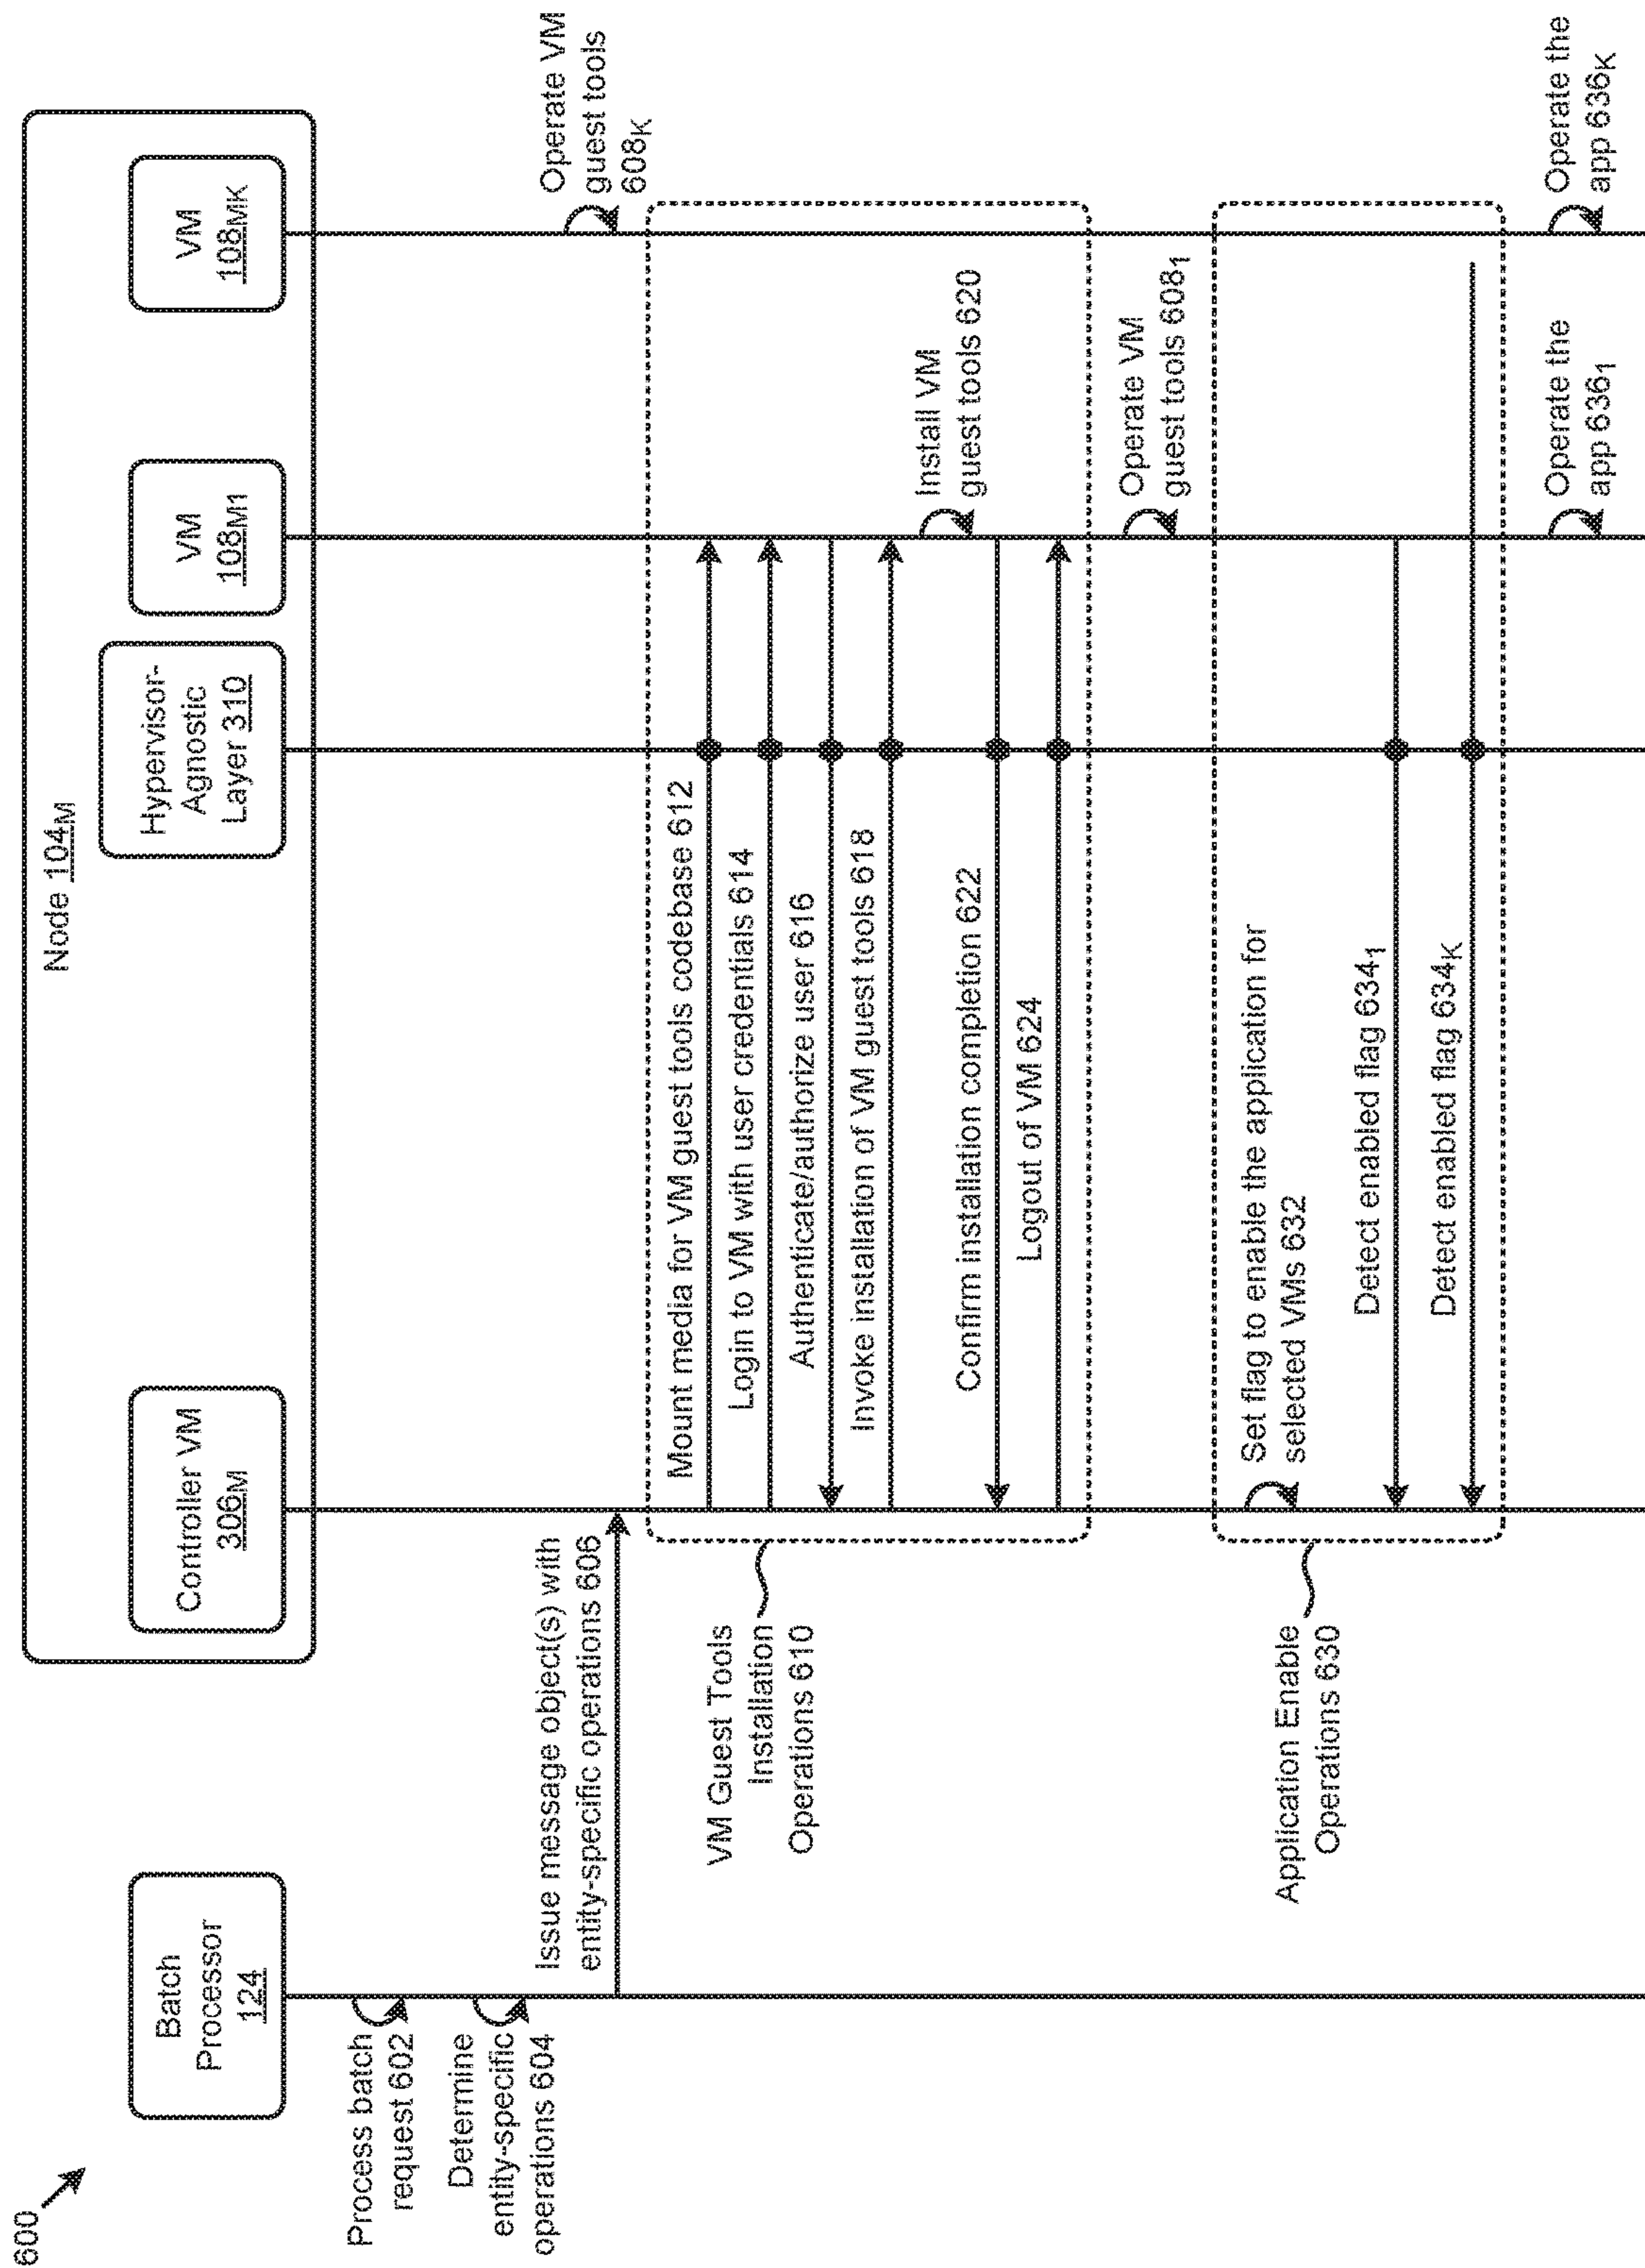 600
Node 104M
Batch
Processor
124
Controller VM
306M
Hypervisor-
Agnostic
Layer 310
VM
108M1
VM
108MK
Process batch
request 602
Determine
entity-specific
operations 604
Issue message object(s) with
entity-specific operations 606
Operate VM
guest tools
608K
VM Guest Tools
Installation
Operations 610
Mount media for VM guest tools codebase 612
Login to VM with user credentials 614
Authenticate/authorize user 616
Invoke installation of VM guest tools 618
Install VM
guest tools 620
Confirm installation completion 622
Logout of VM 624
Operate VM
guest tools 6081
Application Enable
Operations 630
Set flag to enable the application for
selected VMs 632
Detect enabled flag 6341
Detect enabled flag 634K
Operate the
app 6361
Operate the
app 636K